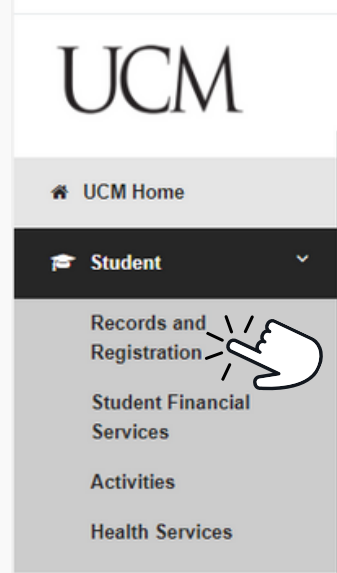 UCM
UCM Home
Student
Records and
Registration
Student Financial
Services
Activities
Health Services